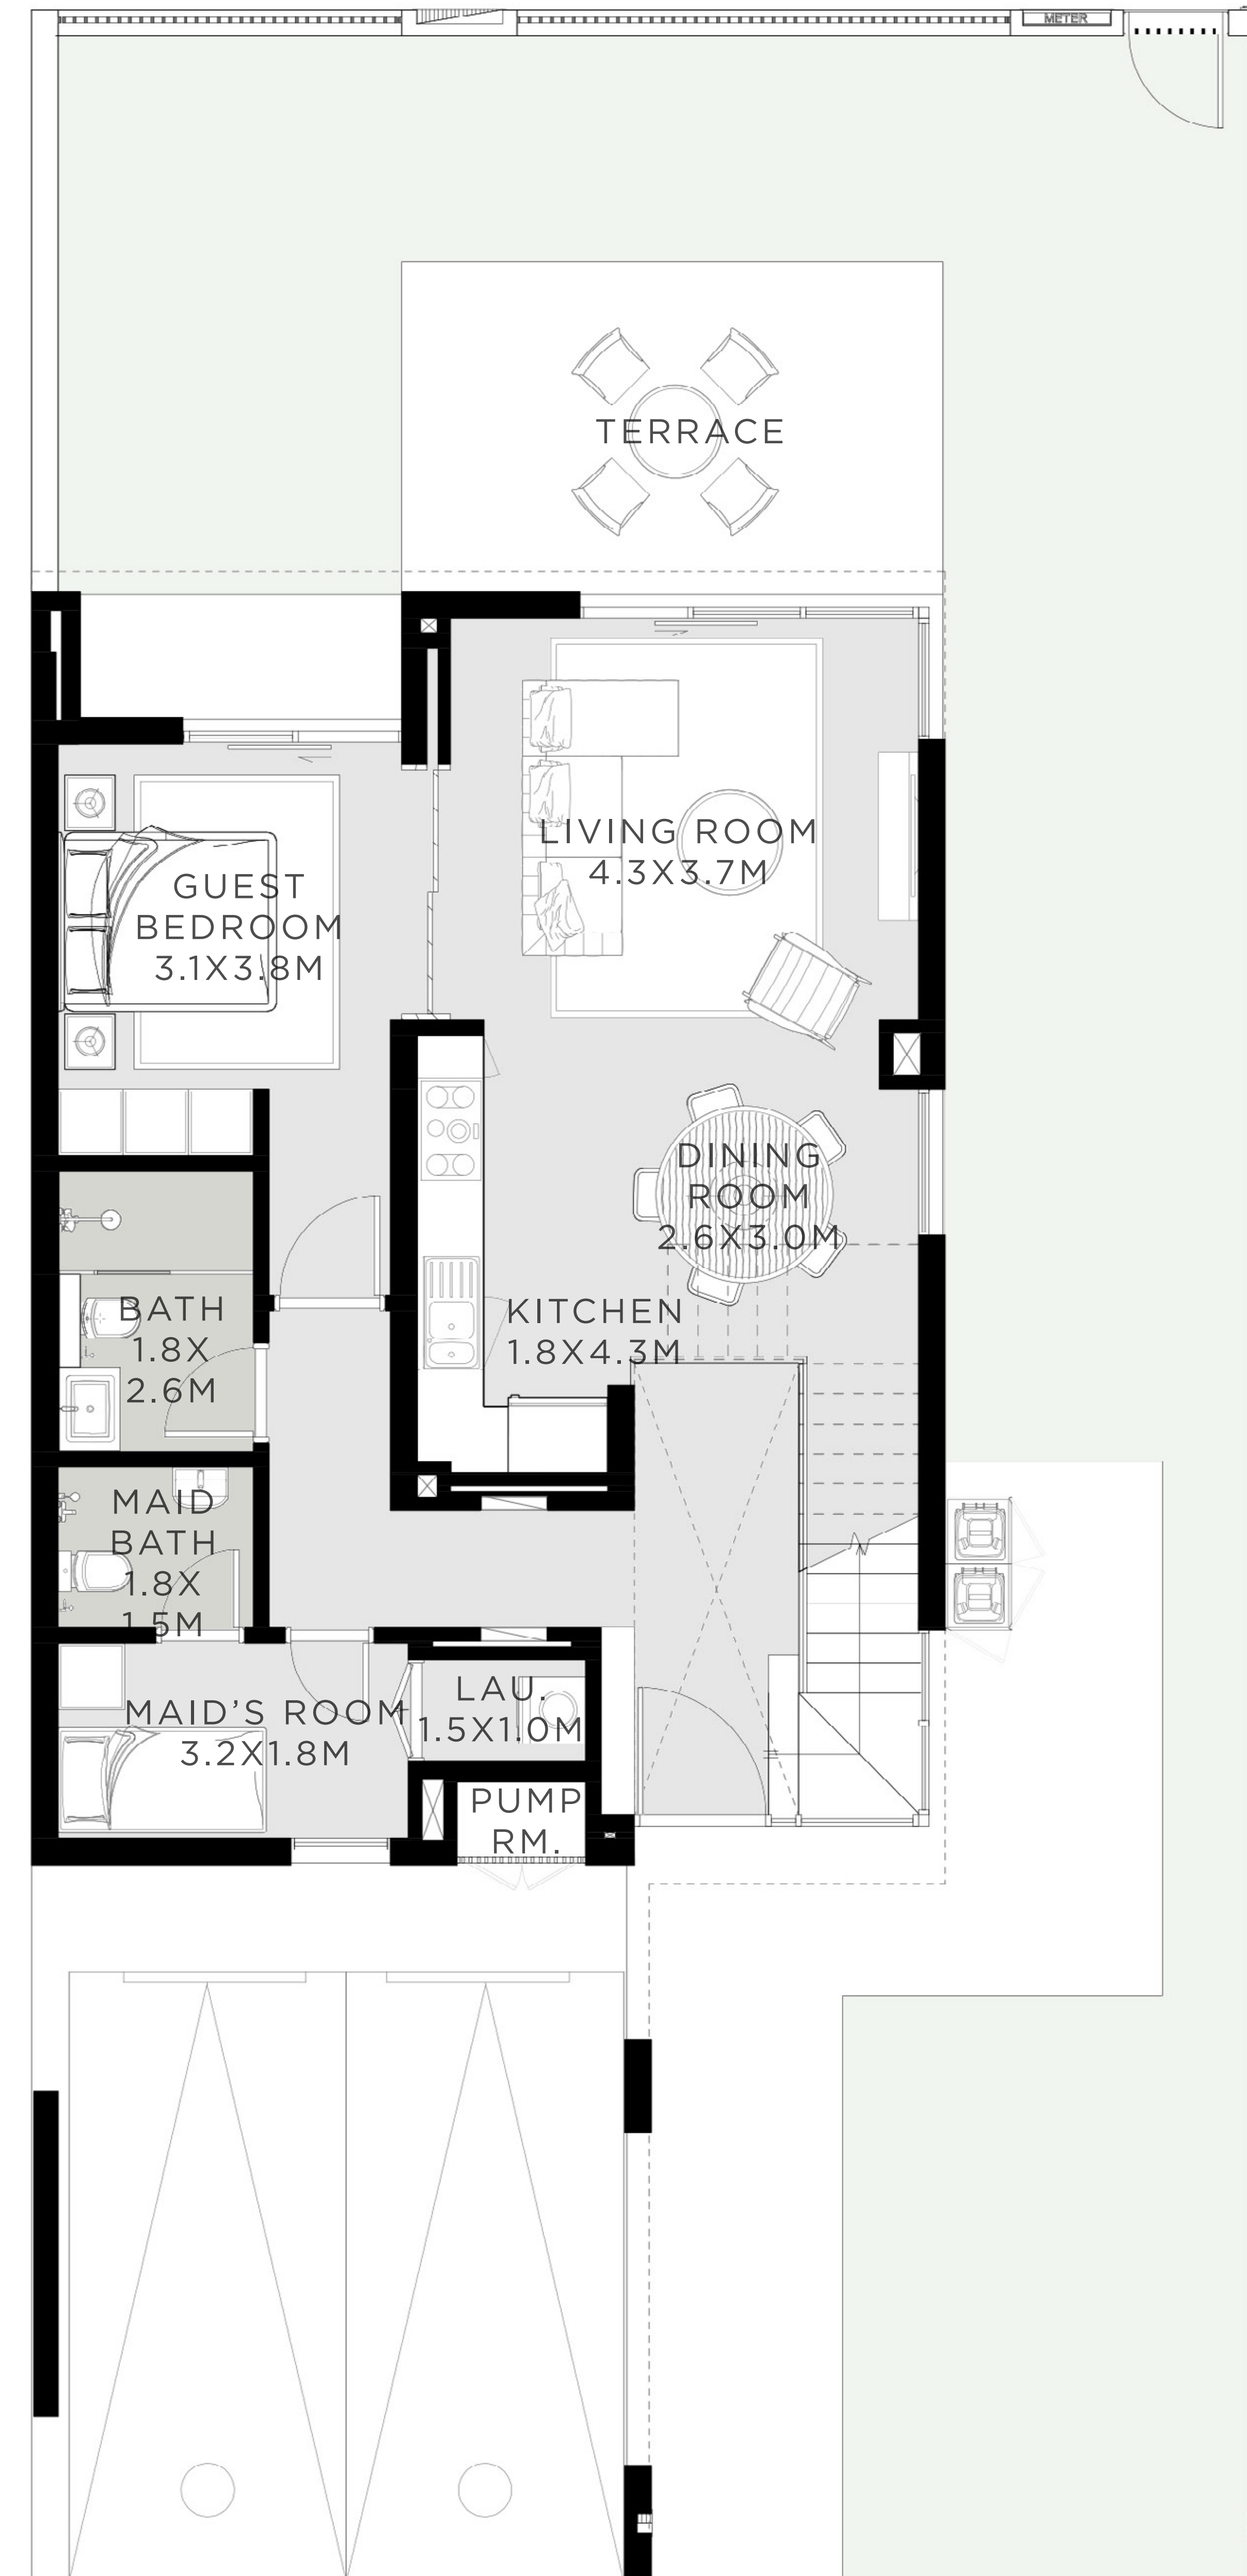 METER
TERRACE
LIVING ROOM
4.3X3.7M
GUEST
BEDROOM
3.1X3.8M
DINING
ROOM
2.6X3.0M
KITCHEN
1.8X4.3M
BATH
1.8X
2.6M
MAID
BATH
1.8X
1.5M
MAID'S ROOM
3.2X1.8M
LAU.
1.5X1.0M
PUMP
RM.